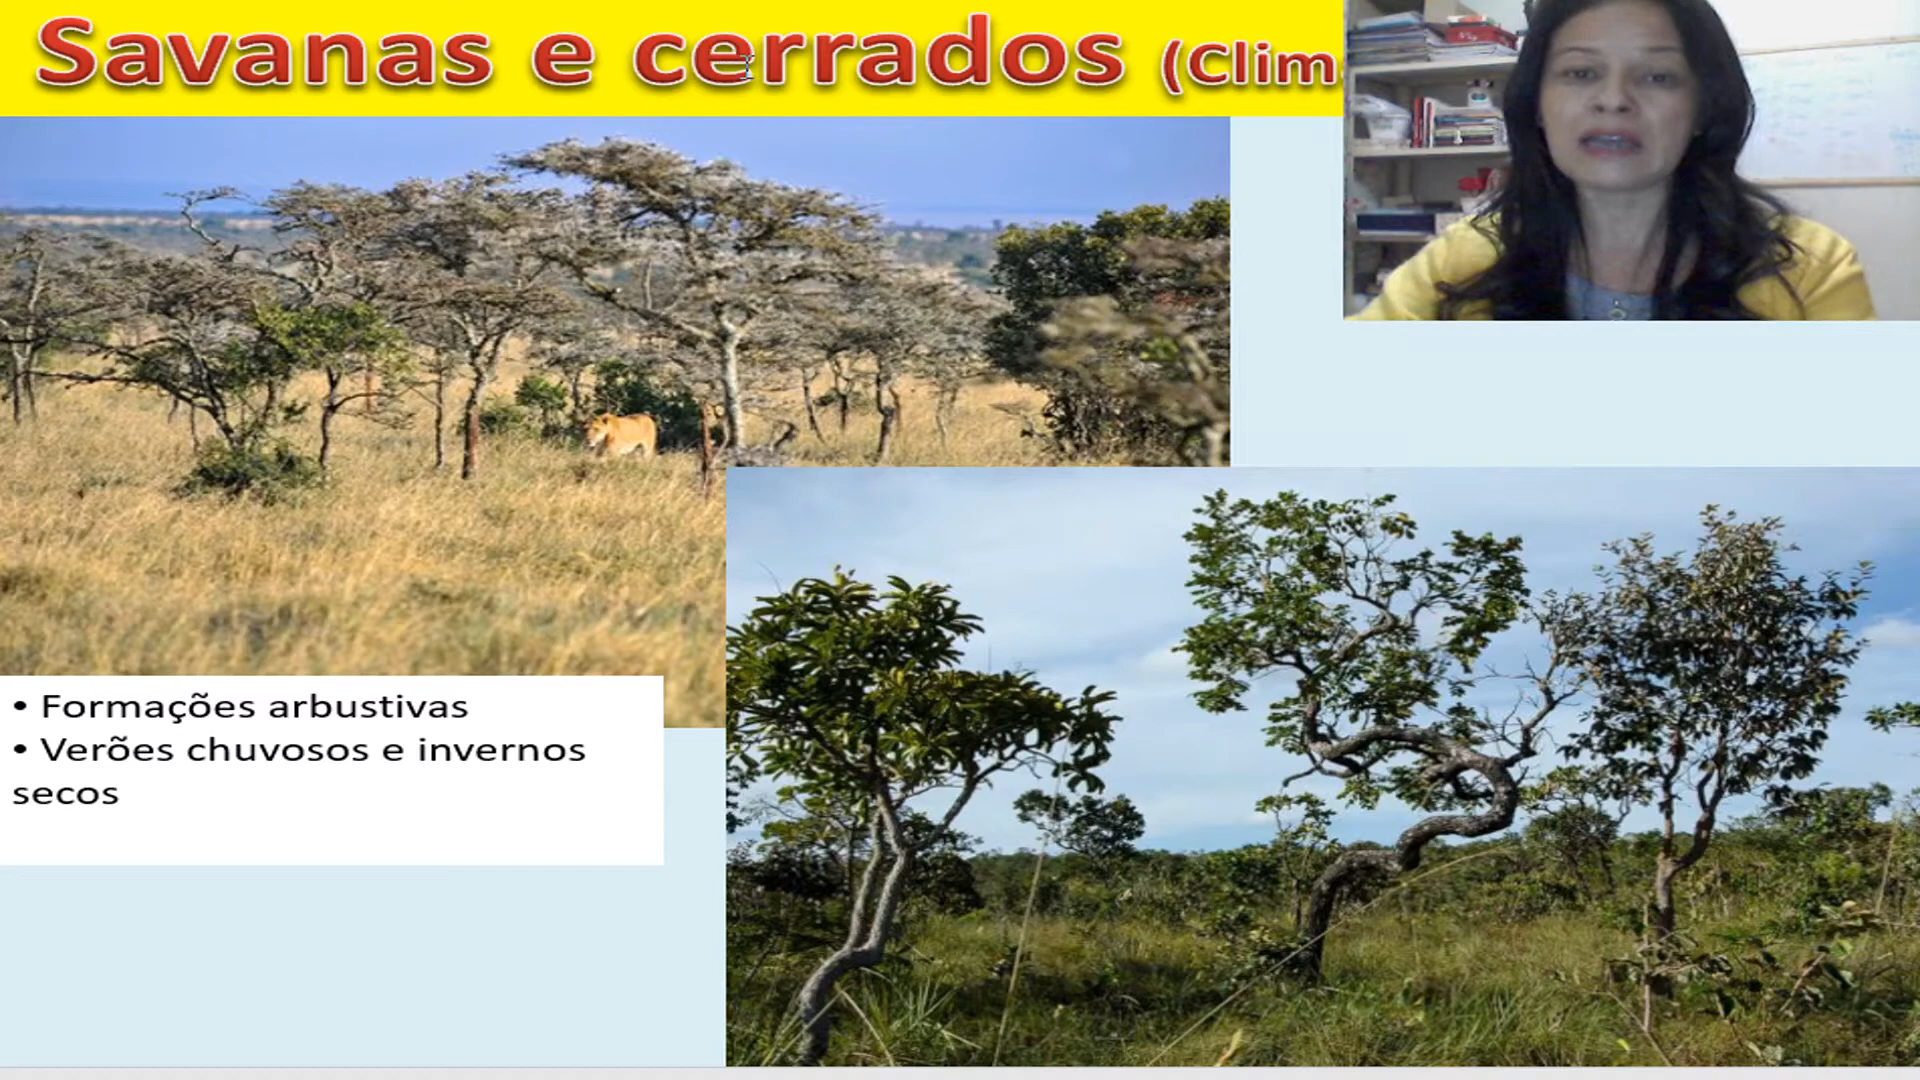 Savanas e cerrados (Clim
• Formações arbustivas
• Verões chuvosos e invernos
secos